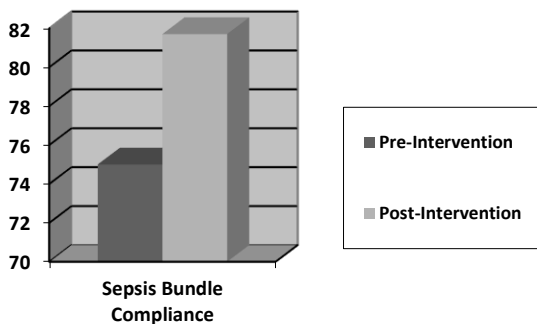 82
80
78
76
74
72
70
Sepsis Bundle
Compliance
Pre-Intervention
Post-Intervention